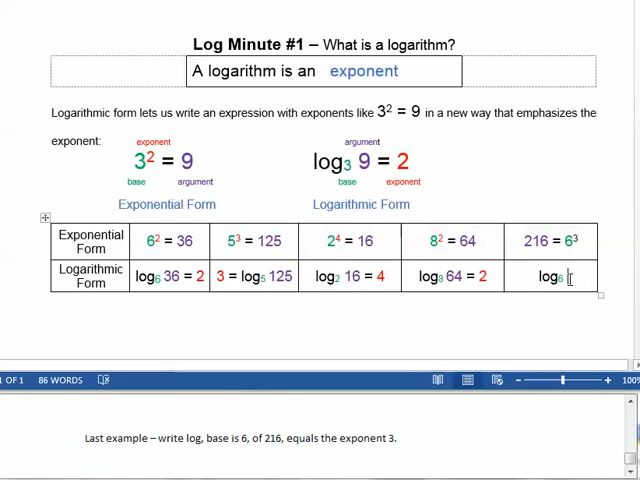 Log Minute #1 – What is a logarithm?
A logarithm is an exponent
Logarithmic form lets us write an expression with exponents like 3² = 9 in a new way that emphasizes the
exponent:
exponent
3² = 9
base argument
Exponential Form
argument
log₃ 9 = 2
base exponent
Logarithmic Form
Exponential Form 6² = 36 5³ = 125 2⁴ = 16 8² = 64 216 = 6³
Logarithmic Form log₆ 36 = 2 3 = log₅ 125 log₂ 16 = 4 log₈ 64 = 2 log₆
1 OF 1 86 WORDS 100%
Last example – write log, base is 6, of 216, equals the exponent 3.